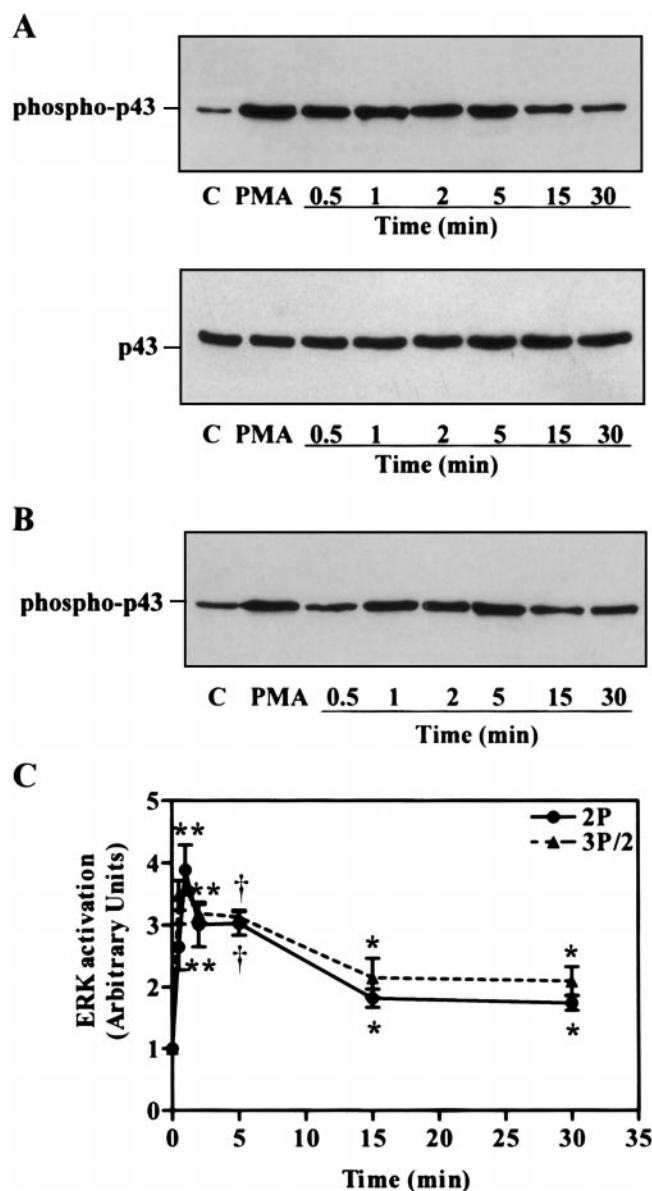 A
phospho-p43
C PMA 0.5 1 2 5 15 30
Time (min)
p43
C PMA 0.5 1 2 5 15 30
Time (min)
B
phospho-p43
C PMA 0.5 1 2 5 15 30
Time (min)
C
ERK activation
(Arbitrary Units)
5
4
3
2
1
0
** 
** †
** †
* *
* *
2P
3P/2
0 5 10 15 20 25 30 35
Time (min)